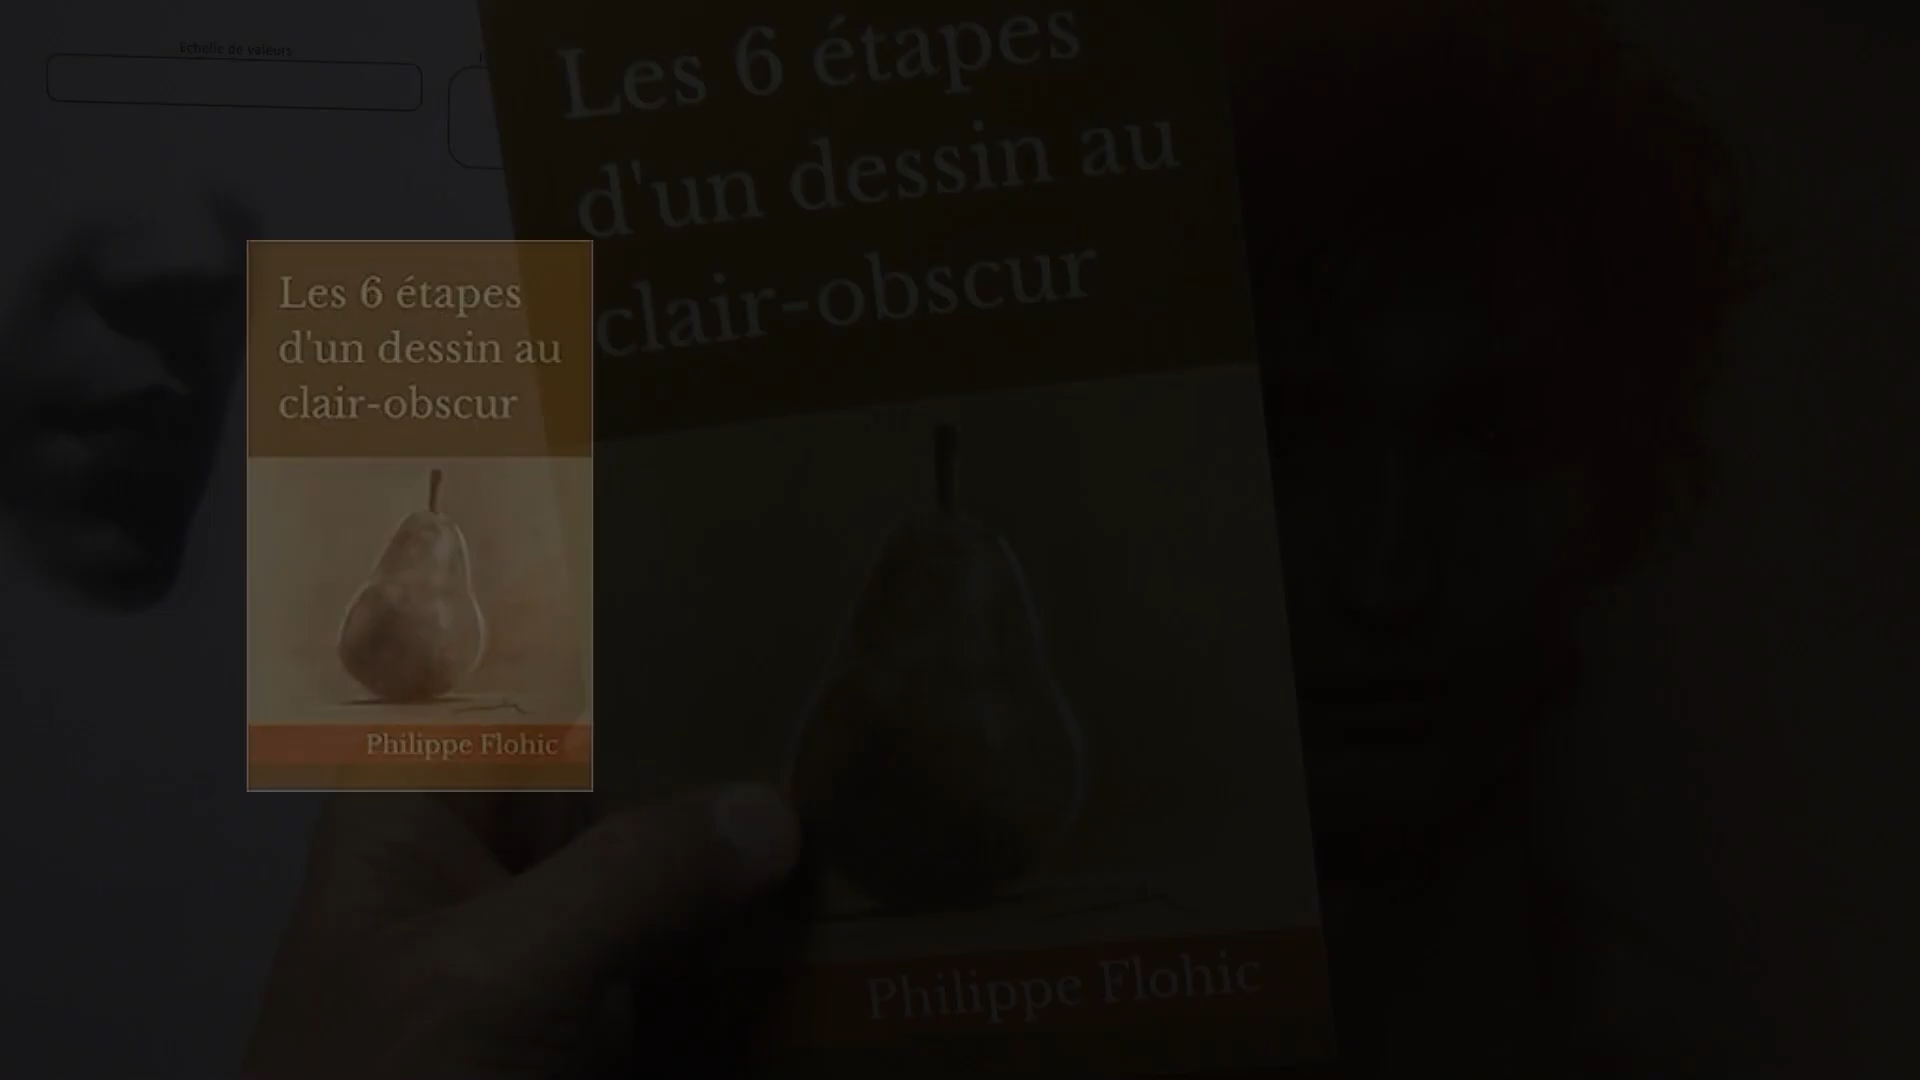 Echelle de valeurs
Les 6 étapes
d'un dessin au
clair-obscur
Philippe Flohic
Les 6 étapes
d'un dessin au
clair-obscur
Philippe Flohic